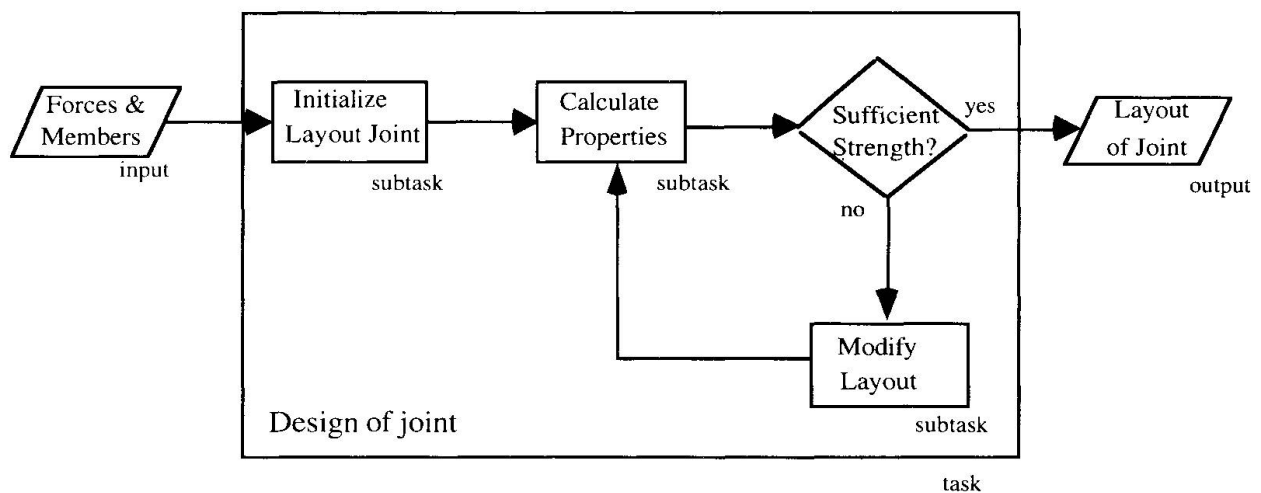 Forces &
Members
input
Initialize
Layout Joint
subtask
Calculate
Properties
subtask
Sufficient
Strength?
yes
no
Layout
of Joint
output
Modify
Layout
subtask
Design of joint
task